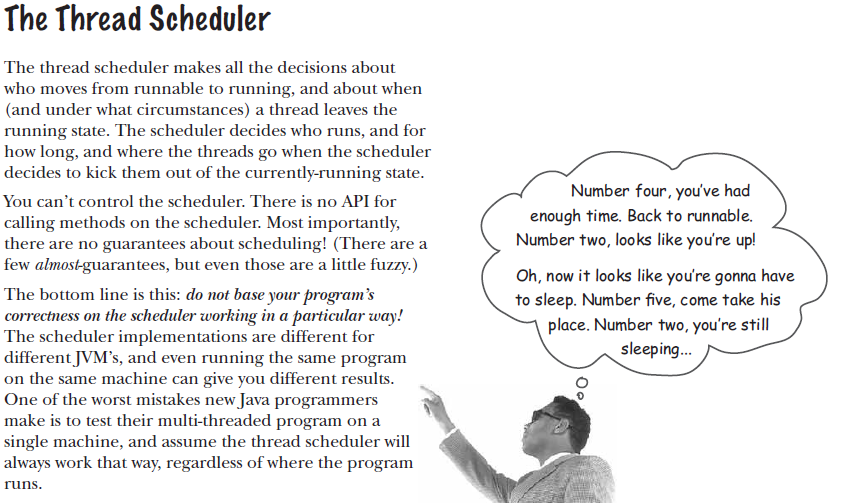 The Thread Scheduler
The thread scheduler makes all the decisions about
who moves from runnable to running, and about when
(and under what circumstances) a thread leaves the
running state. The scheduler decides who runs, and for
how long, and where the threads go when the scheduler
decides to kick them out of the currently-running state.
You can’t control the scheduler. There is no API for
calling methods on the scheduler. Most importantly,
there are no guarantees about scheduling! (There are a
few almost-guarantees, but even those are a little fuzzy.)
The bottom line is this: do not base your program’s
correctness on the scheduler working in a particular way!
The scheduler implementations are different for
different JVM’s, and even running the same program
on the same machine can give you different results.
One of the worst mistakes new Java programmers
make is to test their multi-threaded program on a
single machine, and assume the thread scheduler will
always work that way, regardless of where the program
runs.
Number four, you’ve had
enough time. Back to runnable.
Number two, looks like you’re up!
Oh, now it looks like you’re gonna have
to sleep. Number five, come take his
place. Number two, you’re still
sleeping...